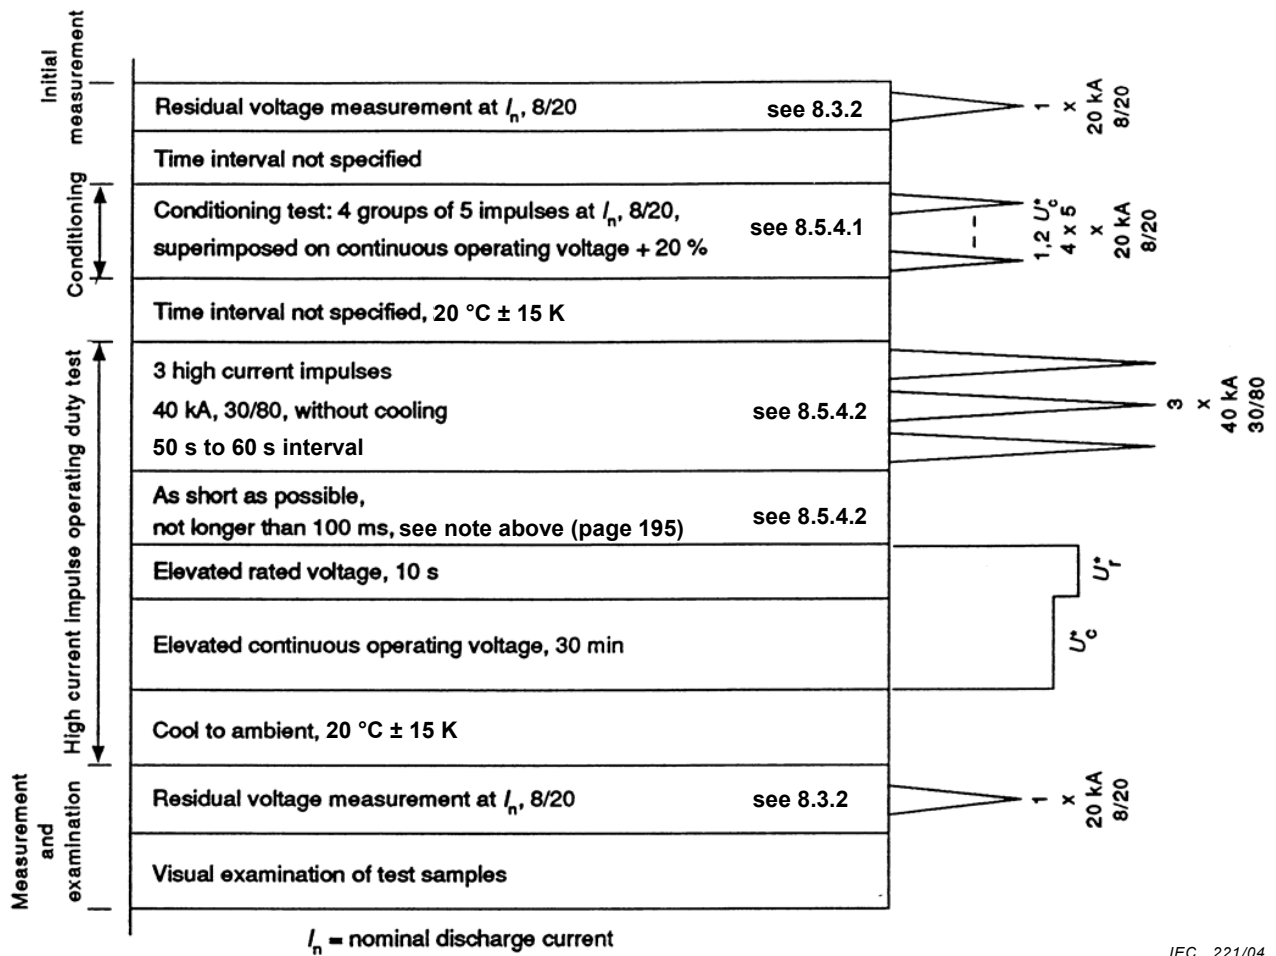 Initial
measurement
Residual voltage measurement at In, 8/20 see 8.3.2
1
x
20 kA
8/20
Time interval not specified
Conditioning
Conditioning test: 4 groups of 5 impulses at In, 8/20,
superimposed on continuous operating voltage + 20 %
see 8.5.4.1
1,2 U*c
4 x 5
x
20 kA
8/20
Time interval not specified, 20 °C ± 15 K
High current impulse operating duty test
3 high current impulses
40 kA, 30/80, without cooling
50 s to 60 s interval
see 8.5.4.2
3
x
40 kA
30/80
As short as possible,
not longer than 100 ms, see note above (page 195)
see 8.5.4.2
Elevated rated voltage, 10 s
U*r
Elevated continuous operating voltage, 30 min
U*c
Cool to ambient, 20 °C ± 15 K
Measurement
and
examination
Residual voltage measurement at In, 8/20 see 8.3.2
1
x
20 kA
8/20
Visual examination of test samples
In = nominal discharge current
IEC 221/04